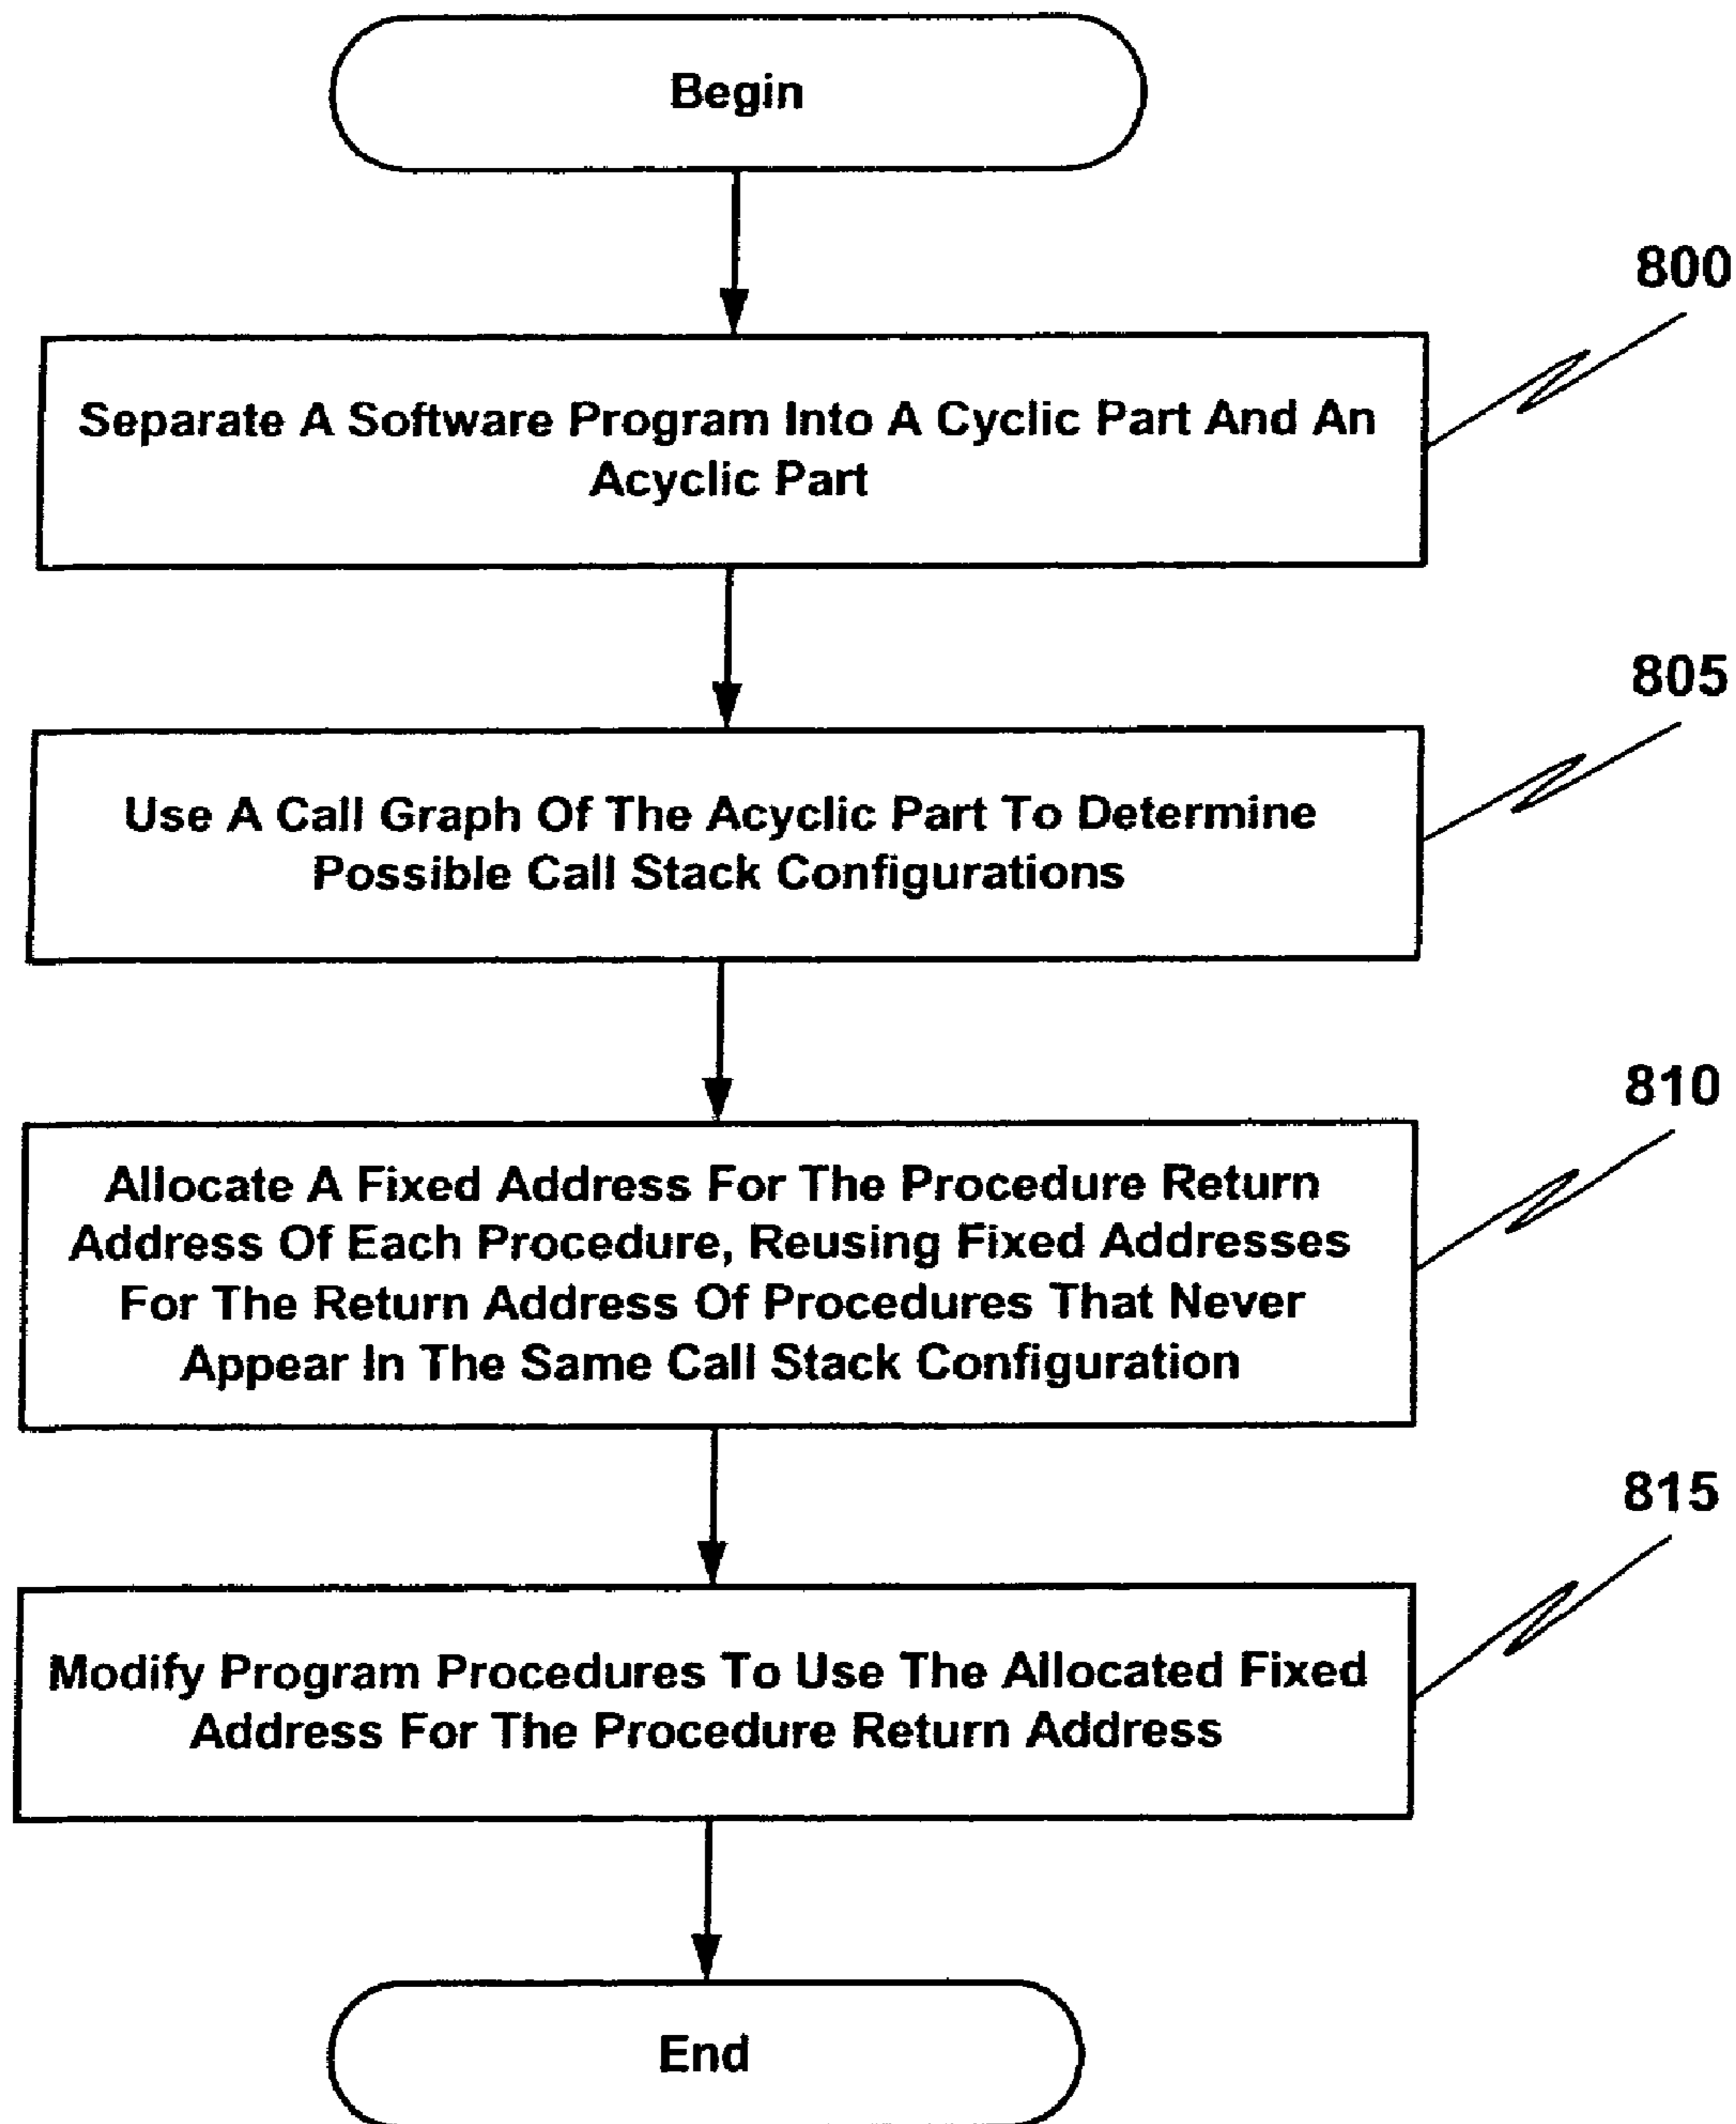 Begin
800
Separate A Software Program Into A Cyclic Part And An
Acyclic Part
805
Use A Call Graph Of The Acyclic Part To Determine
Possible Call Stack Configurations
810
Allocate A Fixed Address For The Procedure Return
Address Of Each Procedure, Reusing Fixed Addresses
For The Return Address Of Procedures That Never
Appear In The Same Call Stack Configuration
815
Modify Program Procedures To Use The Allocated Fixed
Address For The Procedure Return Address
End